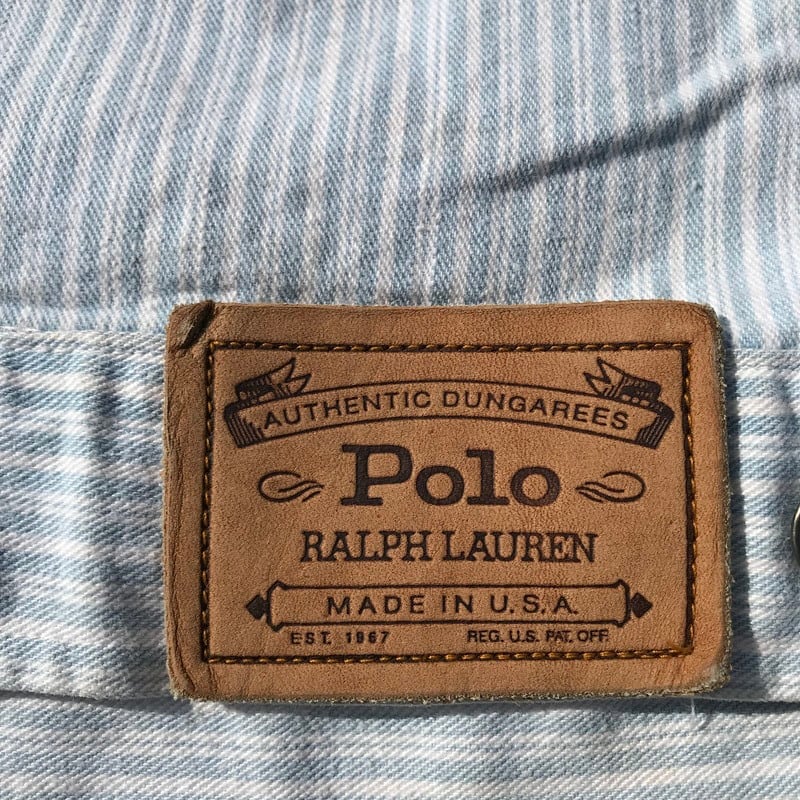 AUTHENTIC DUNGAREES
Polo
RALPH LAUREN
MADE IN U.S.A.
EST. 1967 REG. U.S. PAT. OFF.